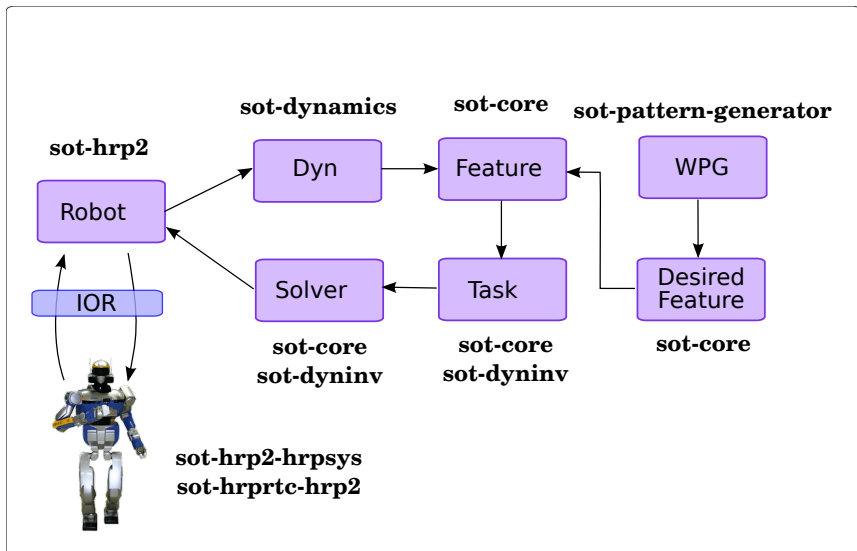 sot-dynamics
sot-core
sot-pattern-generator
sot-hrp2
Dyn
Feature
WPG
Robot
IOR
Solver
Task
Desired
Feature
sot-core
sot-dyninv
sot-core
sot-dyninv
sot-core
sot-hrp2-hrpsys
sot-hrprtc-hrp2